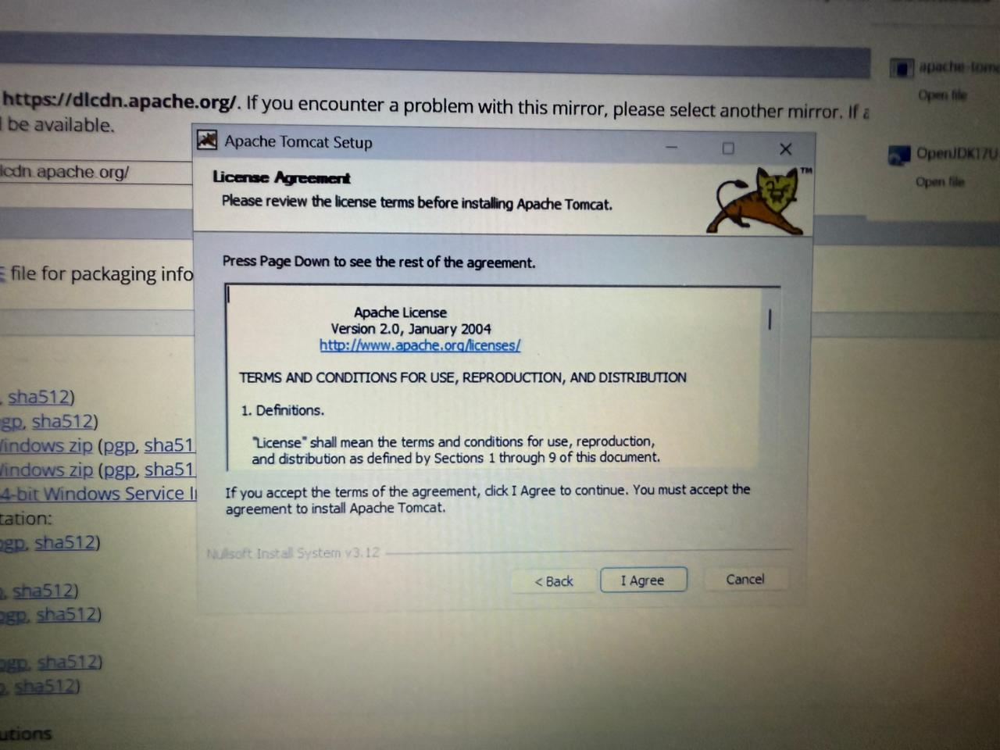 apache-tom
https://dlcdn.apache.org/. If you encounter a problem with this mirror, please select another mirror. If a
Open file
l be available.
Apache Tomcat Setup
OpenJDK17U
lcdn.apache.org/
License Agreement
TM
Open file
Please review the license terms before installing Apache Tomcat.
Press Page Down to see the rest of the agreement.
E file for packaging info
Apache License
Version 2.0, January 2004
http://www.apache.org/licenses/
TERMS AND CONDITIONS FOR USE, REPRODUCTION, AND DISTRIBUTION
, sha512)
1. Definitions.
gp, sha512)
"License" shall mean the terms and conditions for use, reproduction,
Windows zip (pgp, sha51
and distribution as defined by Sections 1 through 9 of this document.
Windows zip (pgp, sha51
If you accept the terms of the agreement, click I Agree to continue. You must accept the
4-bit Windows Service I
agreement to install Apache Tomcat.
tation:
ogp, sha512)
Nullsoft Install System v3.12
< Back
I Agree
Cancel
, sha512)
ogp, sha512)
ogp, sha512)
, sha512)
utions